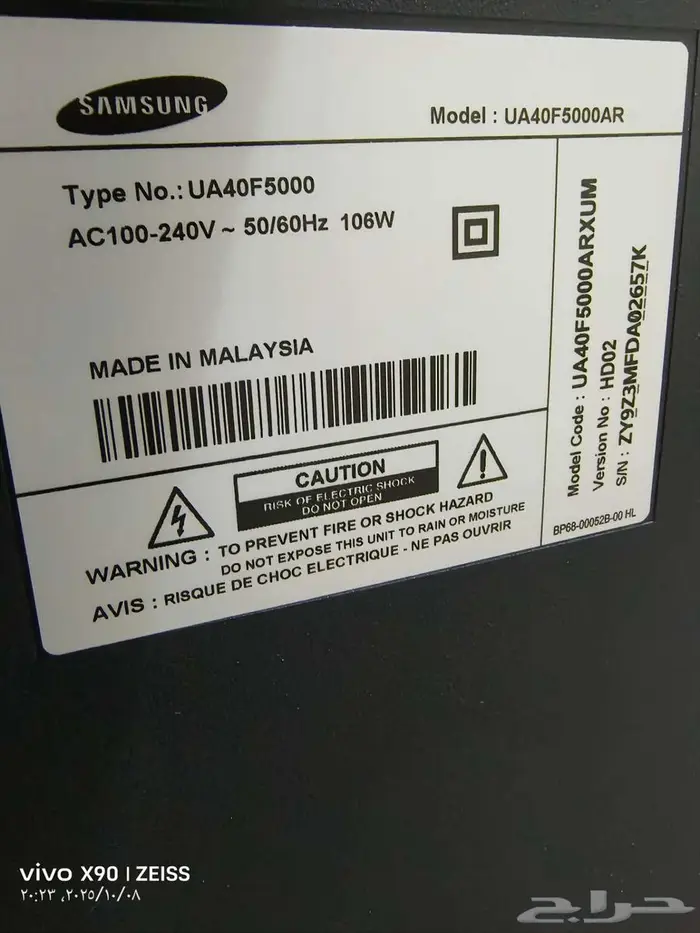 SAMSUNG
Model : UA40F5000AR
Type No.: UA40F5000
AC100-240V ~ 50/60Hz 106W
MADE IN MALAYSIA
CAUTION
RISK OF ELECTRIC SHOCK
DO NOT OPEN
WARNING : TO PREVENT FIRE OR SHOCK HAZARD
DO NOT EXPOSE THIS UNIT TO RAIN OR MOISTURE
AVIS : RISQUE DE CHOC ELECTRIQUE - NE PAS OUVRIR
Model Code : UA40F5000ARXUM
Version No : HD02
S/N : ZY9Z3MFDA02657K
BP68-00052B-00 HL
vivo X90 | ZEISS
٢٠٢٥/١٠/٠٨، ٢٠:٢٣
حراج